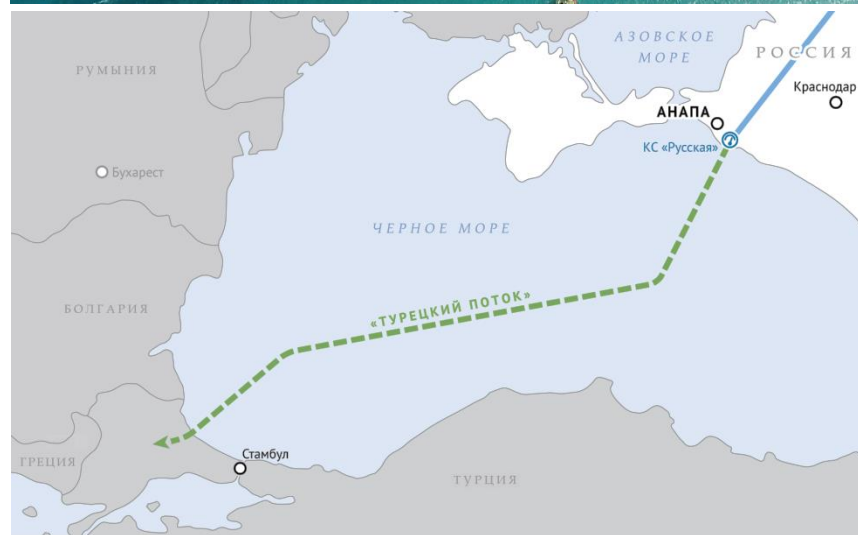 АЗОВСКОЕ
МОРЕ
РОССИЯ
РУМЫНИЯ
Краснодар
АНАПА
КС «Русская»
Бухарест
ЧЕРНОЕ МОРЕ
БОЛГАРИЯ
«ТУРЕЦКИЙ ПОТОК»
Стамбул
ГРЕЦИЯ
ТУРЦИЯ